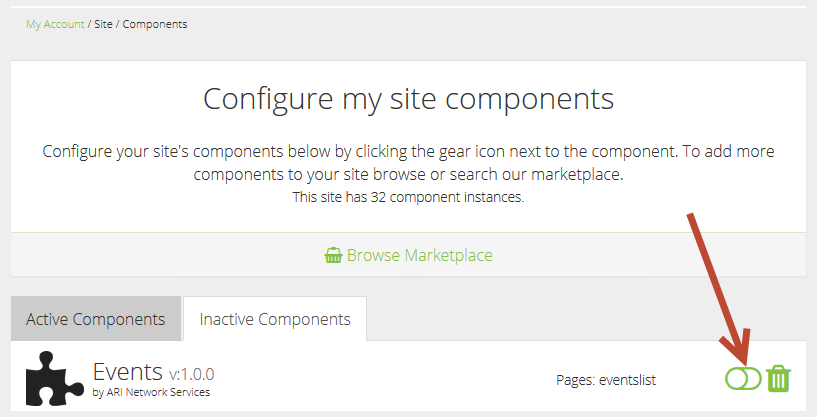 My Account / Site / Components
Configure my site components
Configure your site's components below by clicking the gear icon next to the component. To add more
components to your site browse or search our marketplace.
This site has 32 component instances.
Browse Marketplace
Active Components
Inactive Components
Events v:1.0.0
by ARI Network Services
Pages: eventslist